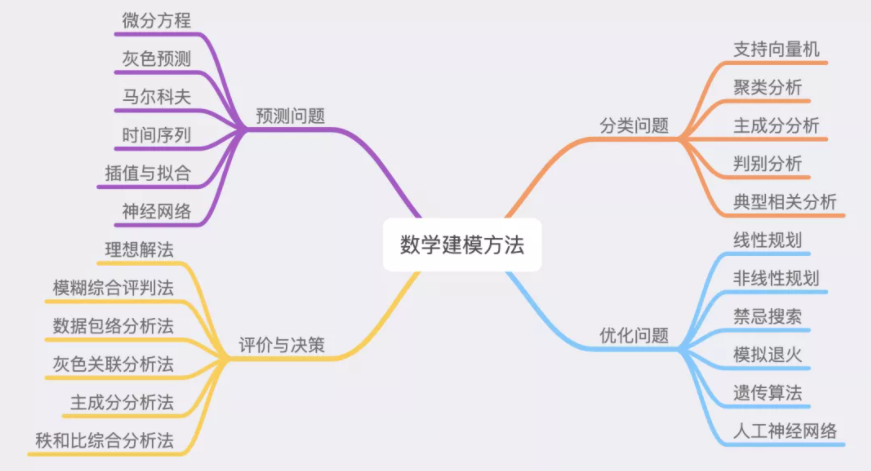 数学建模方法
预测问题
微分方程
灰色预测
马尔科夫
时间序列
插值与拟合
神经网络
评价与决策
理想解法
模糊综合评判法
数据包络分析法
灰色关联分析法
主成分分析法
秩和比综合分析法
分类问题
支持向量机
聚类分析
主成分分析
判别分析
典型相关分析
优化问题
线性规划
非线性规划
禁忌搜索
模拟退火
遗传算法
人工神经网络